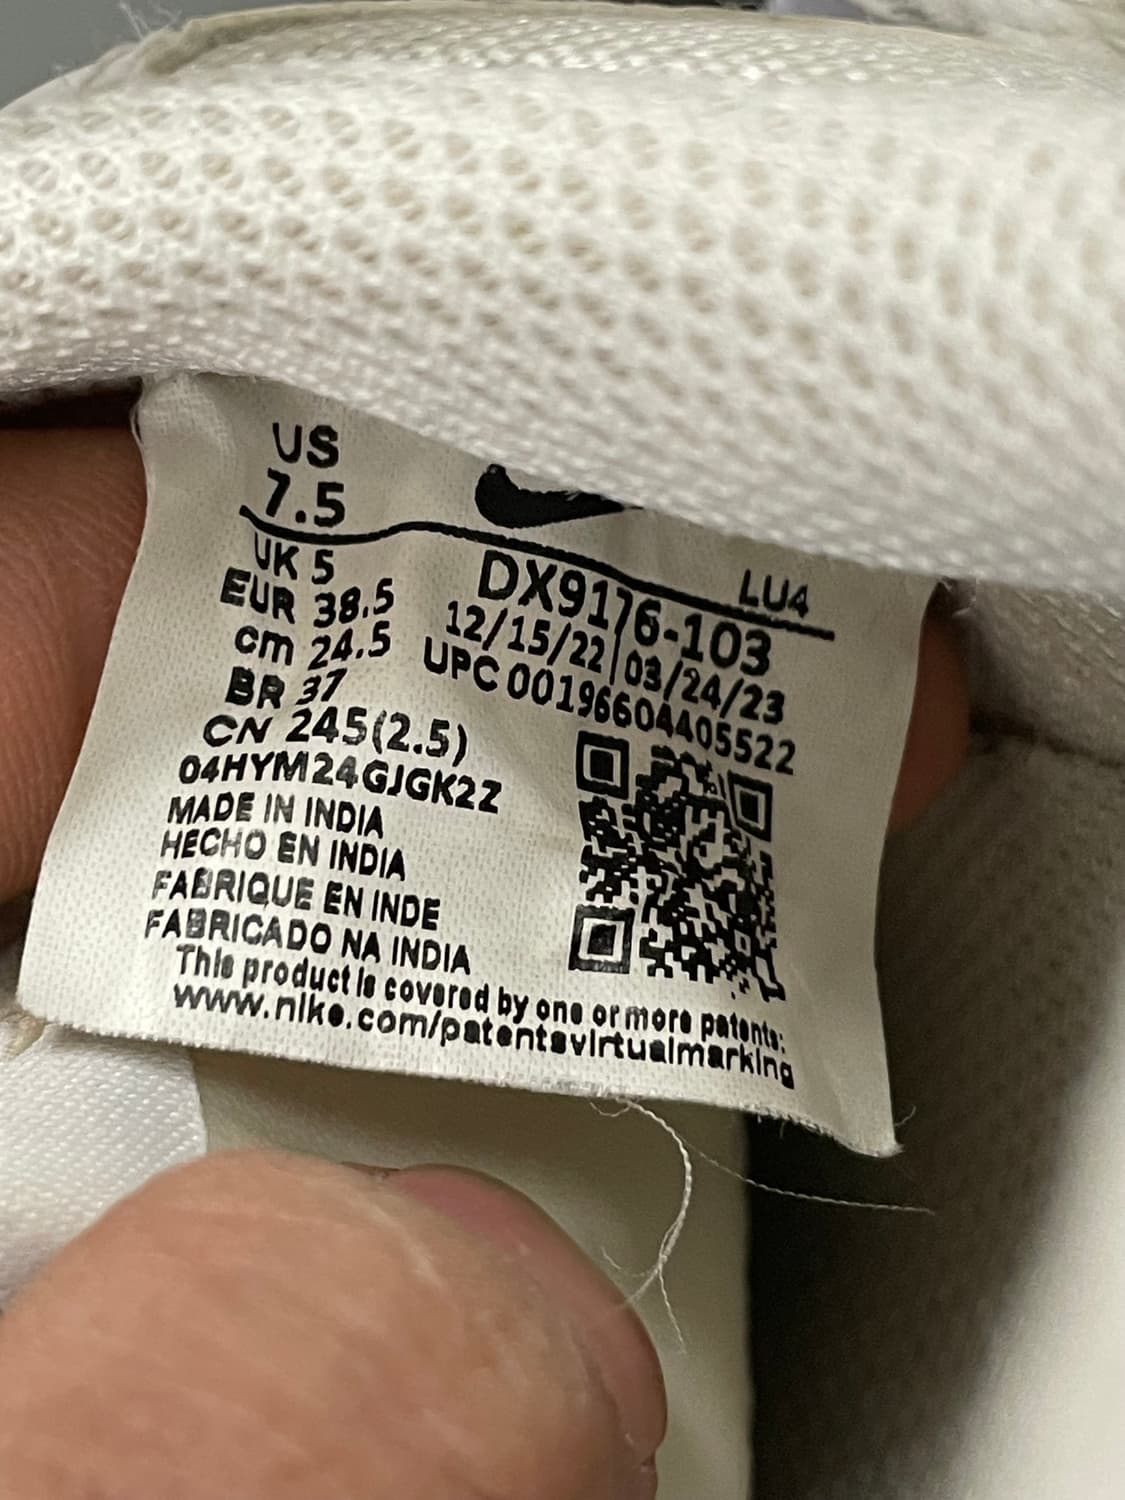 US
7.5
LU4
UK 5
EUR 38.5
cm 24.5
BR 37
CN 245(2.5)
DX9176-103
12/15/22|03/24/23
UPC 00196604405522
04HYM24GJGK2Z
MADE IN INDIA
HECHO EN INDIA
FABRIQUE EN INDE
FABRICADO NA INDIA
This product is covered by one or more patents:
www.nike.com/patentsvirtualmarking